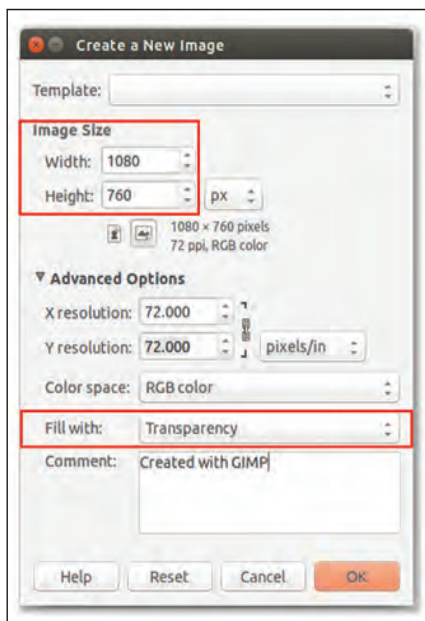 Create a New Image
Template:
Image Size
Width: 1080
Height: 760 px
1080 × 760 pixels
72 ppi, RGB color
Advanced Options
X resolution: 72.000
Y resolution: 72.000 pixels/in
Color space: RGB color
Fill with: Transparency
Comment: Created with GIMP
Help Reset Cancel OK